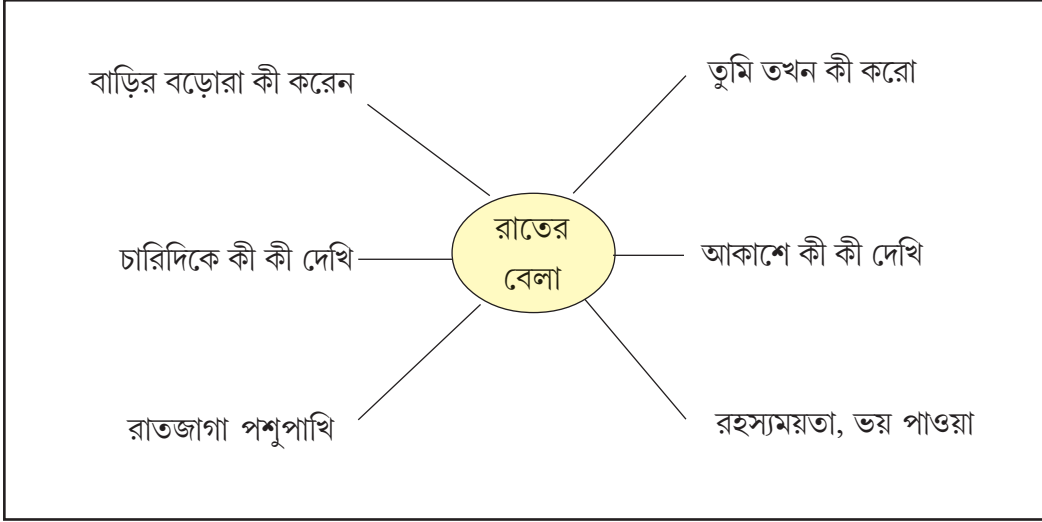 বাড়ির বড়োরা কী করেন
তুমি তখন কী করো
চারিদিকে কী কী দেখি
রাতের
বেলা
আকাশে কী কী দেখি
রাতজাগা পশুপাখি
রহস্যময়তা, ভয় পাওয়া